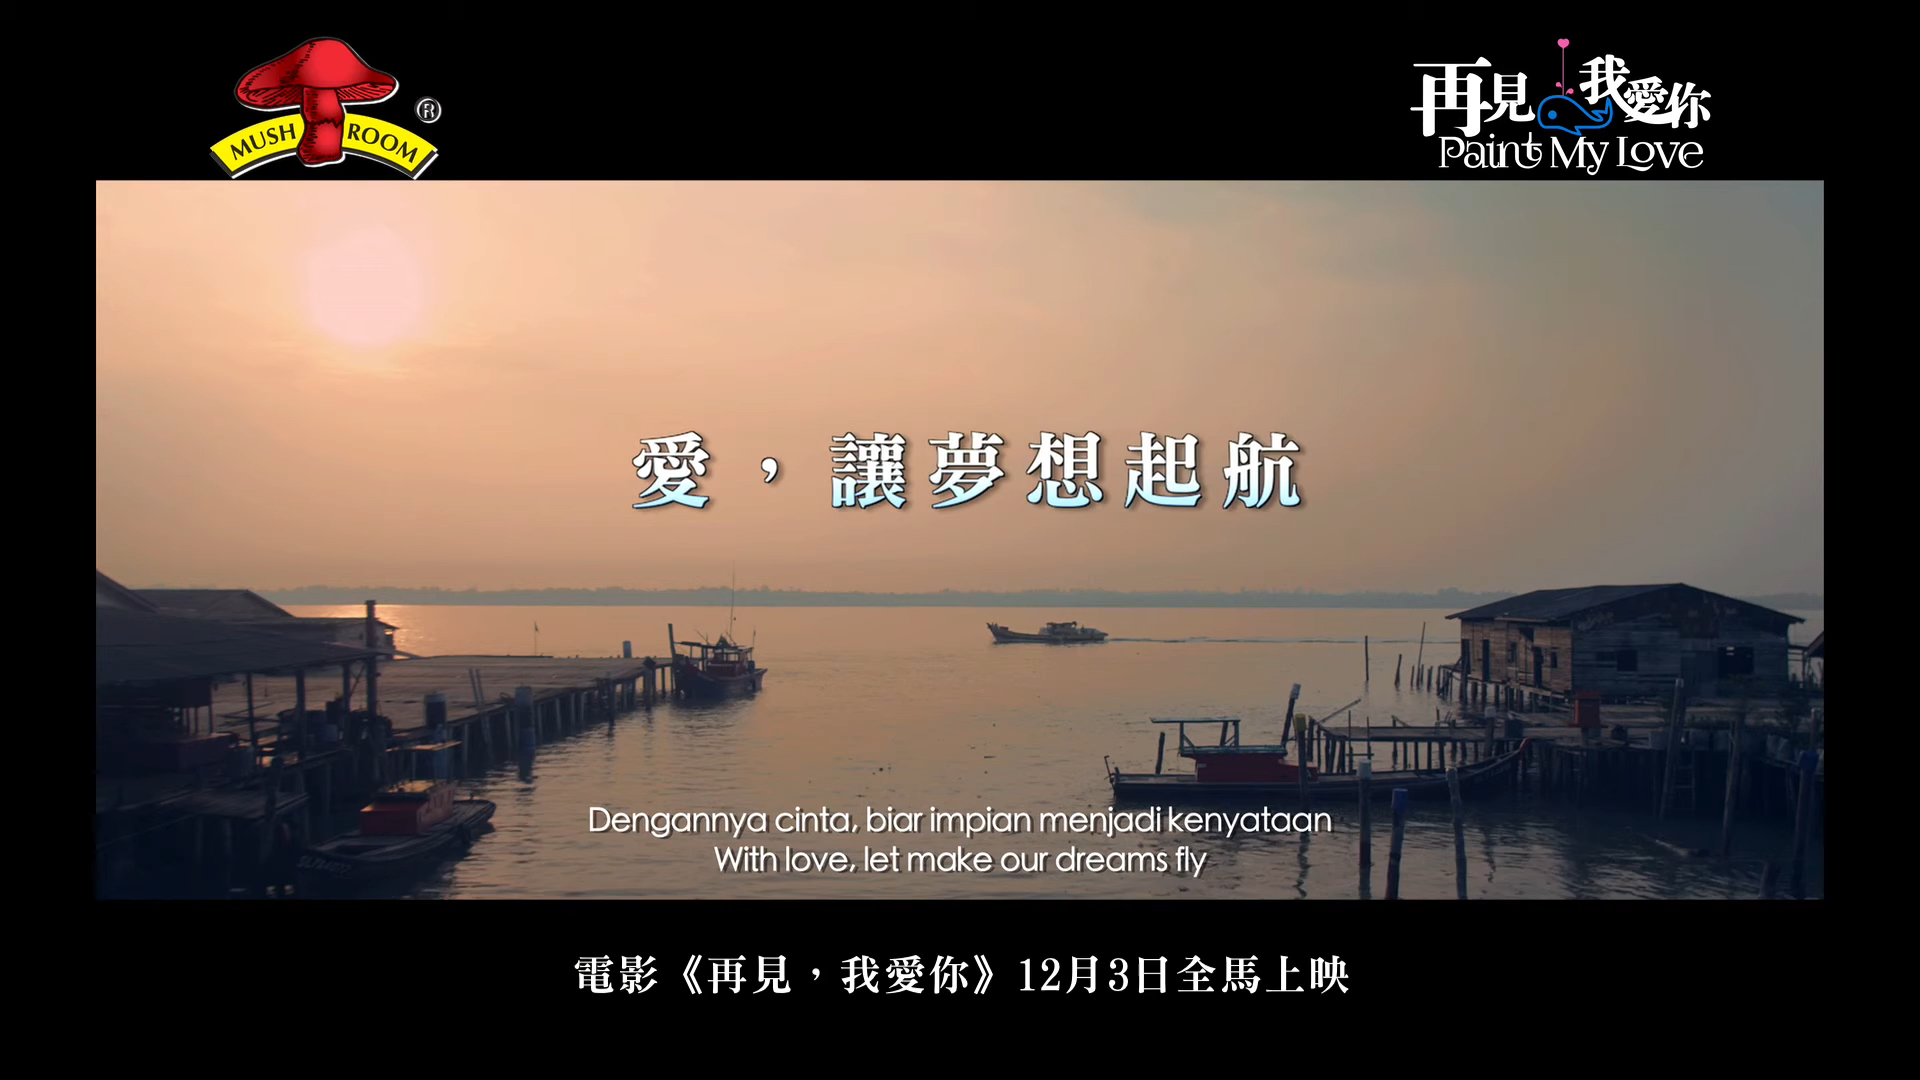 MUSHROOM
®
再見 我愛你
Paint My Love
愛，讓夢想起航
Dengannya cinta, biar impian menjadi kenyataan
With love, let make our dreams fly
電影《再見，我愛你》12月3日全馬上映